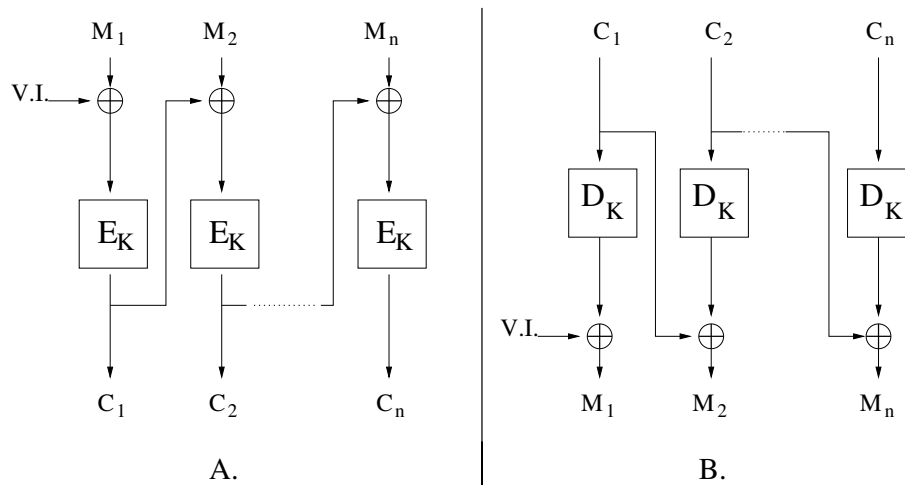 M1 M2 Mn
V.I.
EK EK EK
C1 C2 Cn
A.
C1 C2 Cn
DK DK DK
V.I.
M1 M2 Mn
B.